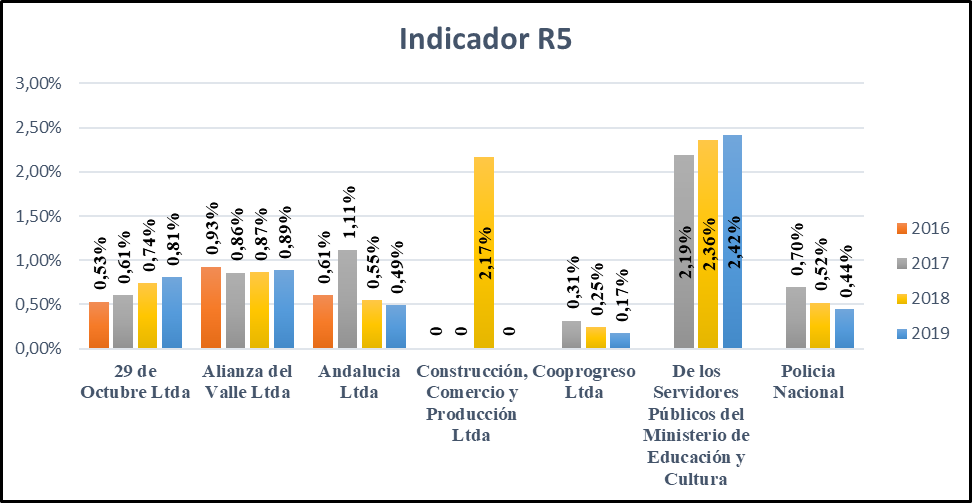 Indicador R5
3,00%
2,50%
2,00%
1,50%
1,00%
0,50%
0,00%
0,53%
0,61%
0,74%
0,81%
0,93%
0,86%
0,87%
0,89%
0,61%
1,11%
0,55%
0,49%
0
0
2,17%
0
0,31%
0,25%
0,17%
2,19%
2,36%
2,42%
0,70%
0,52%
0,44%
29 de
Octubre Ltda
Alianza del
Valle Ltda
Andalucia
Ltda
Construcción,
Comercio y
Producción
Ltda
Cooprogreso
Ltda
De los
Servidores
Públicos del
Ministerio de
Educación y
Cultura
Policia
Nacional
2016
2017
2018
2019